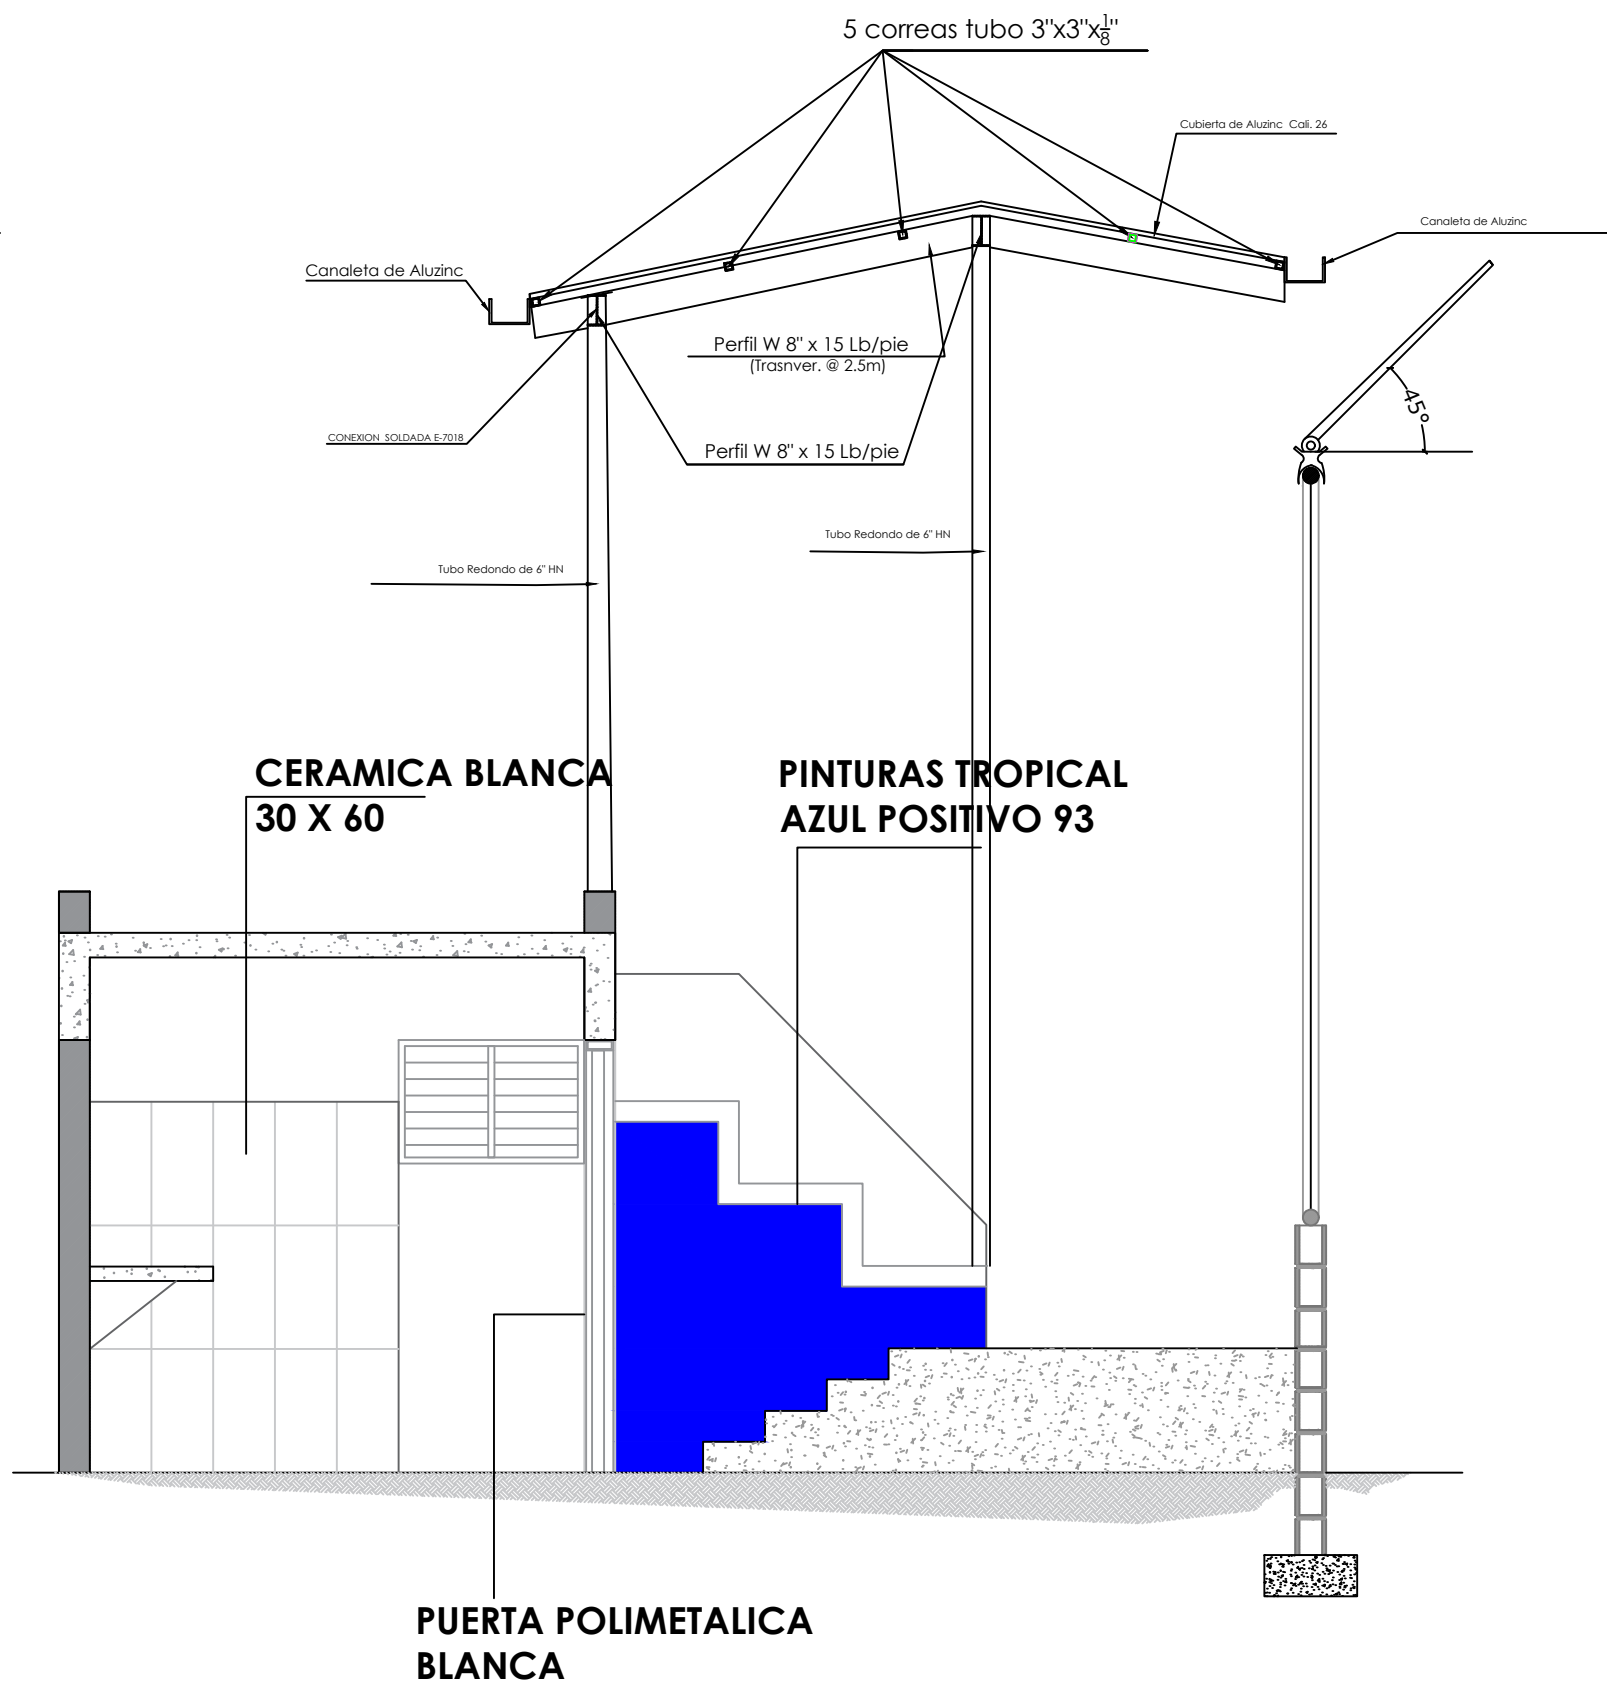 5 correas tubo 3"x3"x1/8"
Cubierta de Aluzinc Cali. 26
Canaleta de Aluzinc
Canaleta de Aluzinc
Perfil W 8" x 15 Lb/pie
(Trasnver. @ 2.5m)
45°
CONEXION SOLDADA E-7018
Perfil W 8" x 15 Lb/pie
Tubo Redondo de 6" HN
Tubo Redondo de 6" HN
CERAMICA BLANCA
30 X 60
PINTURAS TROPICAL
AZUL POSITIVO 93
PUERTA POLIMETALICA
BLANCA